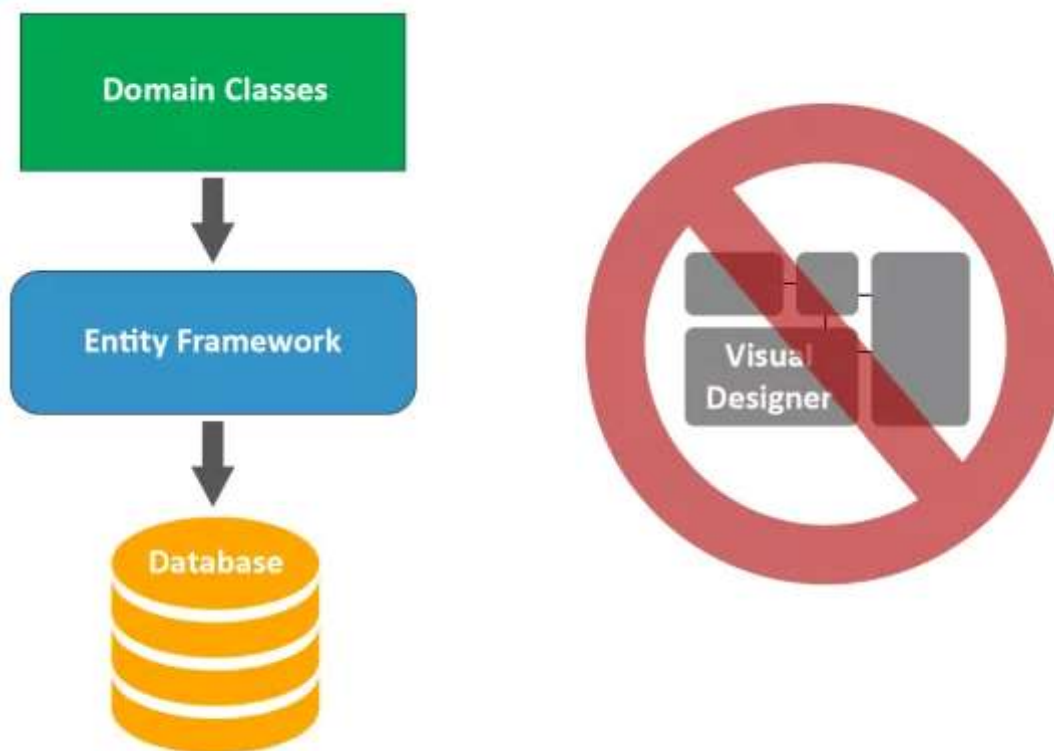 Domain Classes
Entity Framework
Database
Visual
Designer